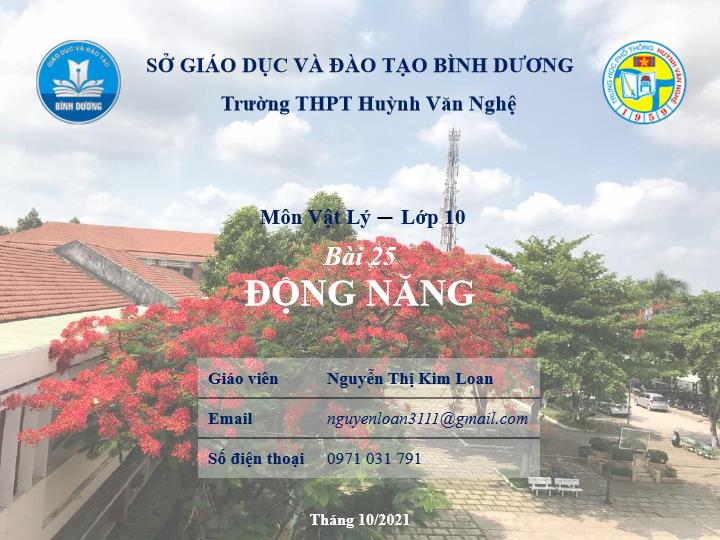 SỞ GIÁO DỤC VÀ ĐÀO TẠO BÌNH DƯƠNG
Trường THPT Huỳnh Văn Nghệ
GIÁO DỤC VÀ ĐÀO TẠO
BÌNH DƯƠNG
TRUNG HỌC PHỔ THÔNG
HUỲNH VĂN NGHỆ
1959
Môn Vật Lý — Lớp 10
Bài 25
ĐỘNG NĂNG
Giáo viên Nguyễn Thị Kim Loan
Email nguyenloan3111@gmail.com
Số điện thoại 0971 031 791
Tháng 10/2021